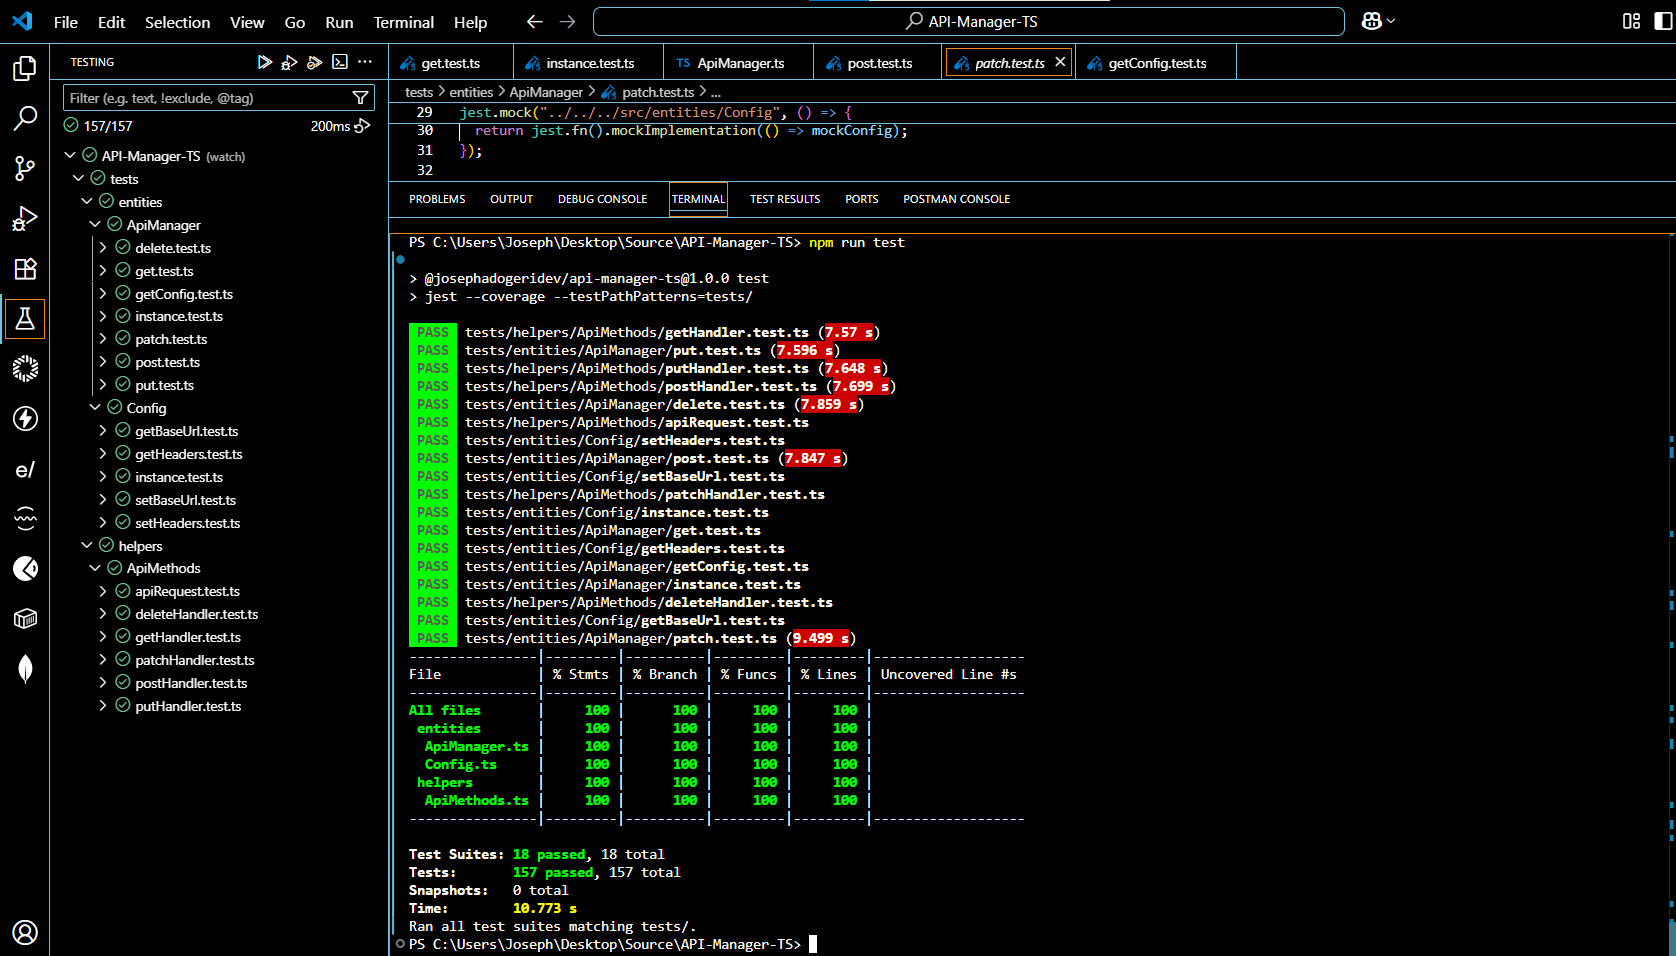 File Edit Selection View Go Run Terminal Help
API-Manager-TS
TESTING
Filter (e.g. text, !exclude, @tag)
157/157 200ms
API-Manager-TS (watch)
tests
entities
ApiManager
delete.test.ts
get.test.ts
getConfig.test.ts
instance.test.ts
patch.test.ts
post.test.ts
put.test.ts
Config
getBaseUrl.test.ts
getHeaders.test.ts
instance.test.ts
setBaseUrl.test.ts
setHeaders.test.ts
helpers
ApiMethods
apiRequest.test.ts
deleteHandler.test.ts
getHandler.test.ts
patchHandler.test.ts
postHandler.test.ts
putHandler.test.ts
get.test.ts instance.test.ts TS ApiManager.ts post.test.ts patch.test.ts getConfig.test.ts
tests > entities > ApiManager > patch.test.ts > ...
29 jest.mock("../../../src/entities/Config", () => {
30 return jest.fn().mockImplementation(() => mockConfig);
31 });
32
PROBLEMS OUTPUT DEBUG CONSOLE TERMINAL TEST RESULTS PORTS POSTMAN CONSOLE
PS C:\Users\Joseph\Desktop\Source\API-Manager-TS> npm run test
> @josephadogeridev/api-manager-ts@1.0.0 test
> jest --coverage --testPathPatterns=tests/
PASS tests/helpers/ApiMethods/getHandler.test.ts (7.57 s)
PASS tests/entities/ApiManager/put.test.ts (7.596 s)
PASS tests/helpers/ApiMethods/putHandler.test.ts (7.648 s)
PASS tests/helpers/ApiMethods/postHandler.test.ts (7.699 s)
PASS tests/entities/ApiManager/delete.test.ts (7.859 s)
PASS tests/helpers/ApiMethods/apiRequest.test.ts
PASS tests/entities/Config/setHeaders.test.ts
PASS tests/entities/ApiManager/post.test.ts (7.847 s)
PASS tests/entities/Config/setBaseUrl.test.ts
PASS tests/helpers/ApiMethods/patchHandler.test.ts
PASS tests/entities/Config/instance.test.ts
PASS tests/entities/ApiManager/get.test.ts
PASS tests/entities/Config/getHeaders.test.ts
PASS tests/entities/ApiManager/getConfig.test.ts
PASS tests/entities/ApiManager/instance.test.ts
PASS tests/helpers/ApiMethods/deleteHandler.test.ts
PASS tests/entities/Config/getBaseUrl.test.ts
PASS tests/entities/ApiManager/patch.test.ts (9.499 s)
----------------|---------|----------|---------|---------|-------------------
File | % Stmts | % Branch | % Funcs | % Lines | Uncovered Line #s
----------------|---------|----------|---------|---------|-------------------
All files | 100 | 100 | 100 | 100 |
entities | 100 | 100 | 100 | 100 |
ApiManager.ts | 100 | 100 | 100 | 100 |
Config.ts | 100 | 100 | 100 | 100 |
helpers | 100 | 100 | 100 | 100 |
ApiMethods.ts | 100 | 100 | 100 | 100 |
----------------|---------|----------|---------|---------|-------------------
Test Suites: 18 passed, 18 total
Tests: 157 passed, 157 total
Snapshots: 0 total
Time: 10.773 s
Ran all test suites matching tests/.
PS C:\Users\Joseph\Desktop\Source\API-Manager-TS>
e/